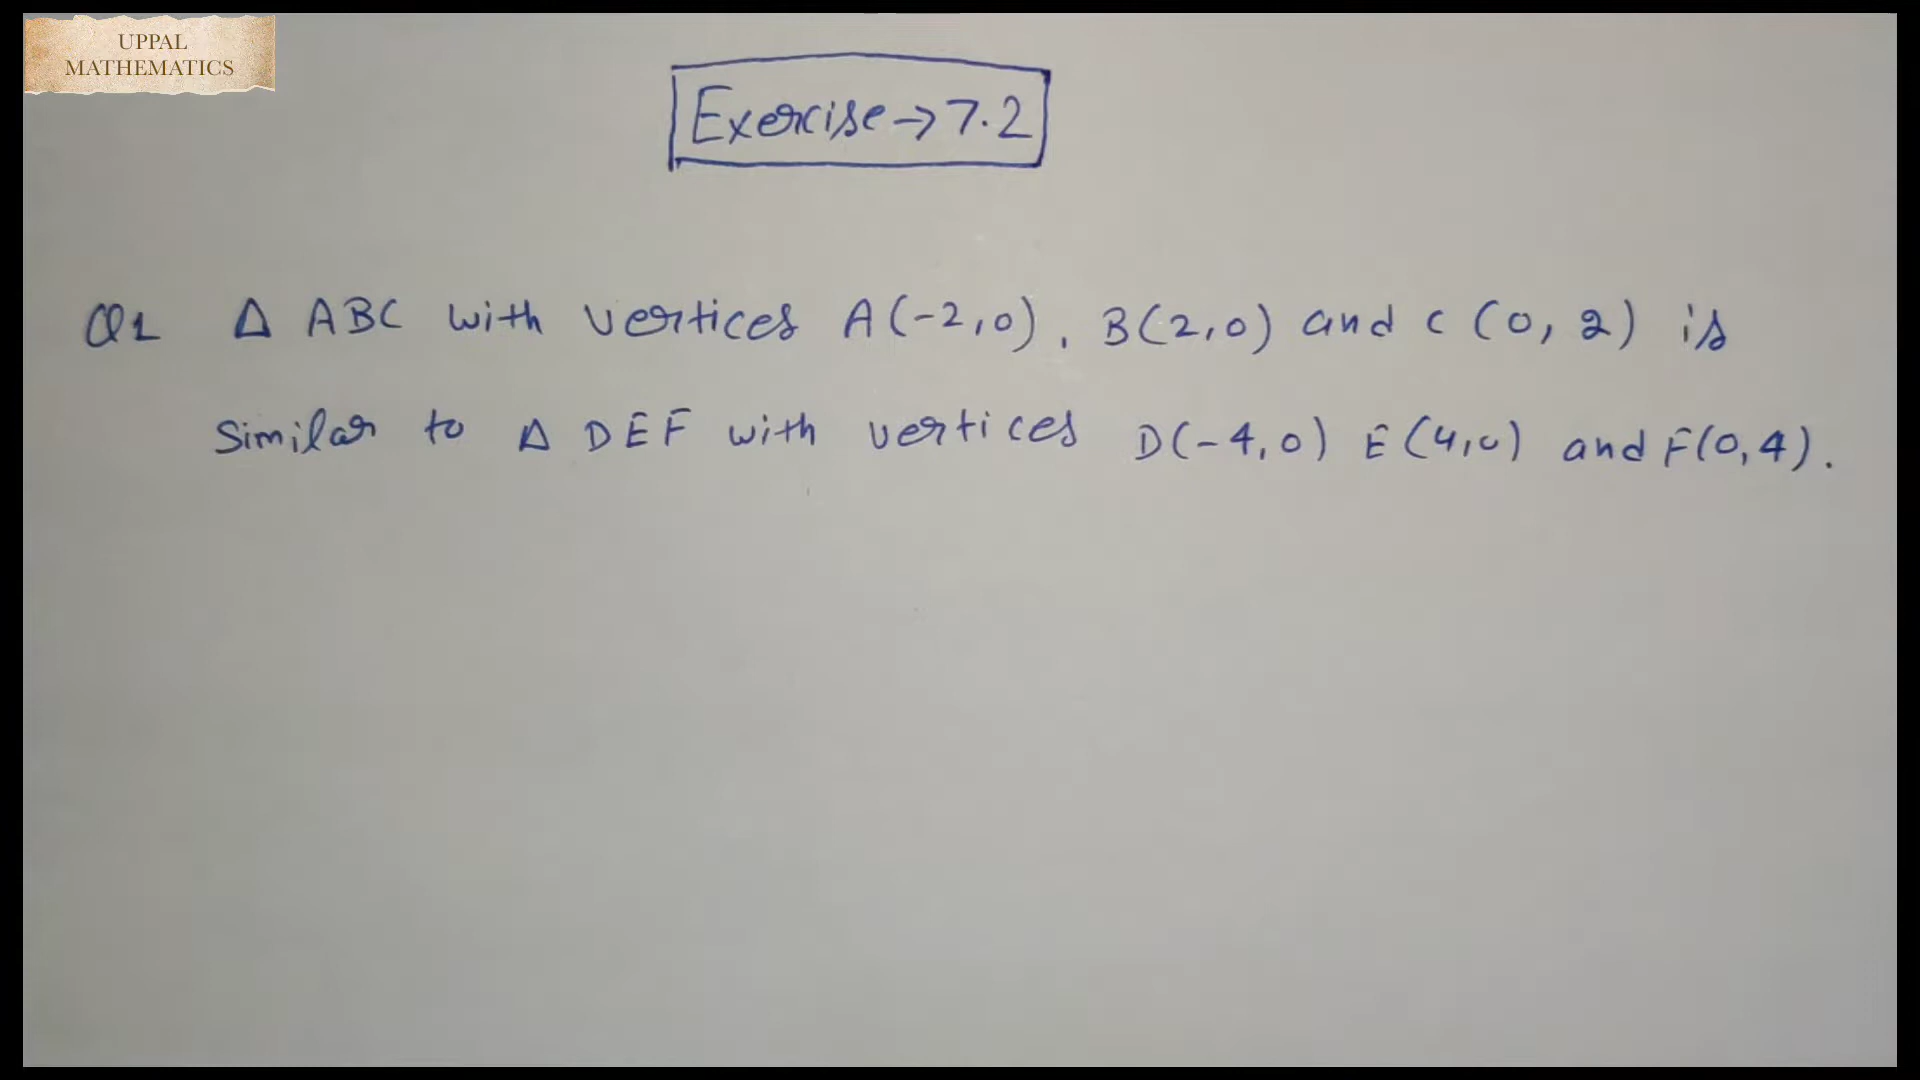 UPPAL
MATHEMATICS
Exercise → 7.2
Q1 Δ ABC with vertices A(-2,0), B(2,0) and C (0, 2) is
Similar to Δ DEF with vertices D(-4,0) E(4,0) and F(0,4).